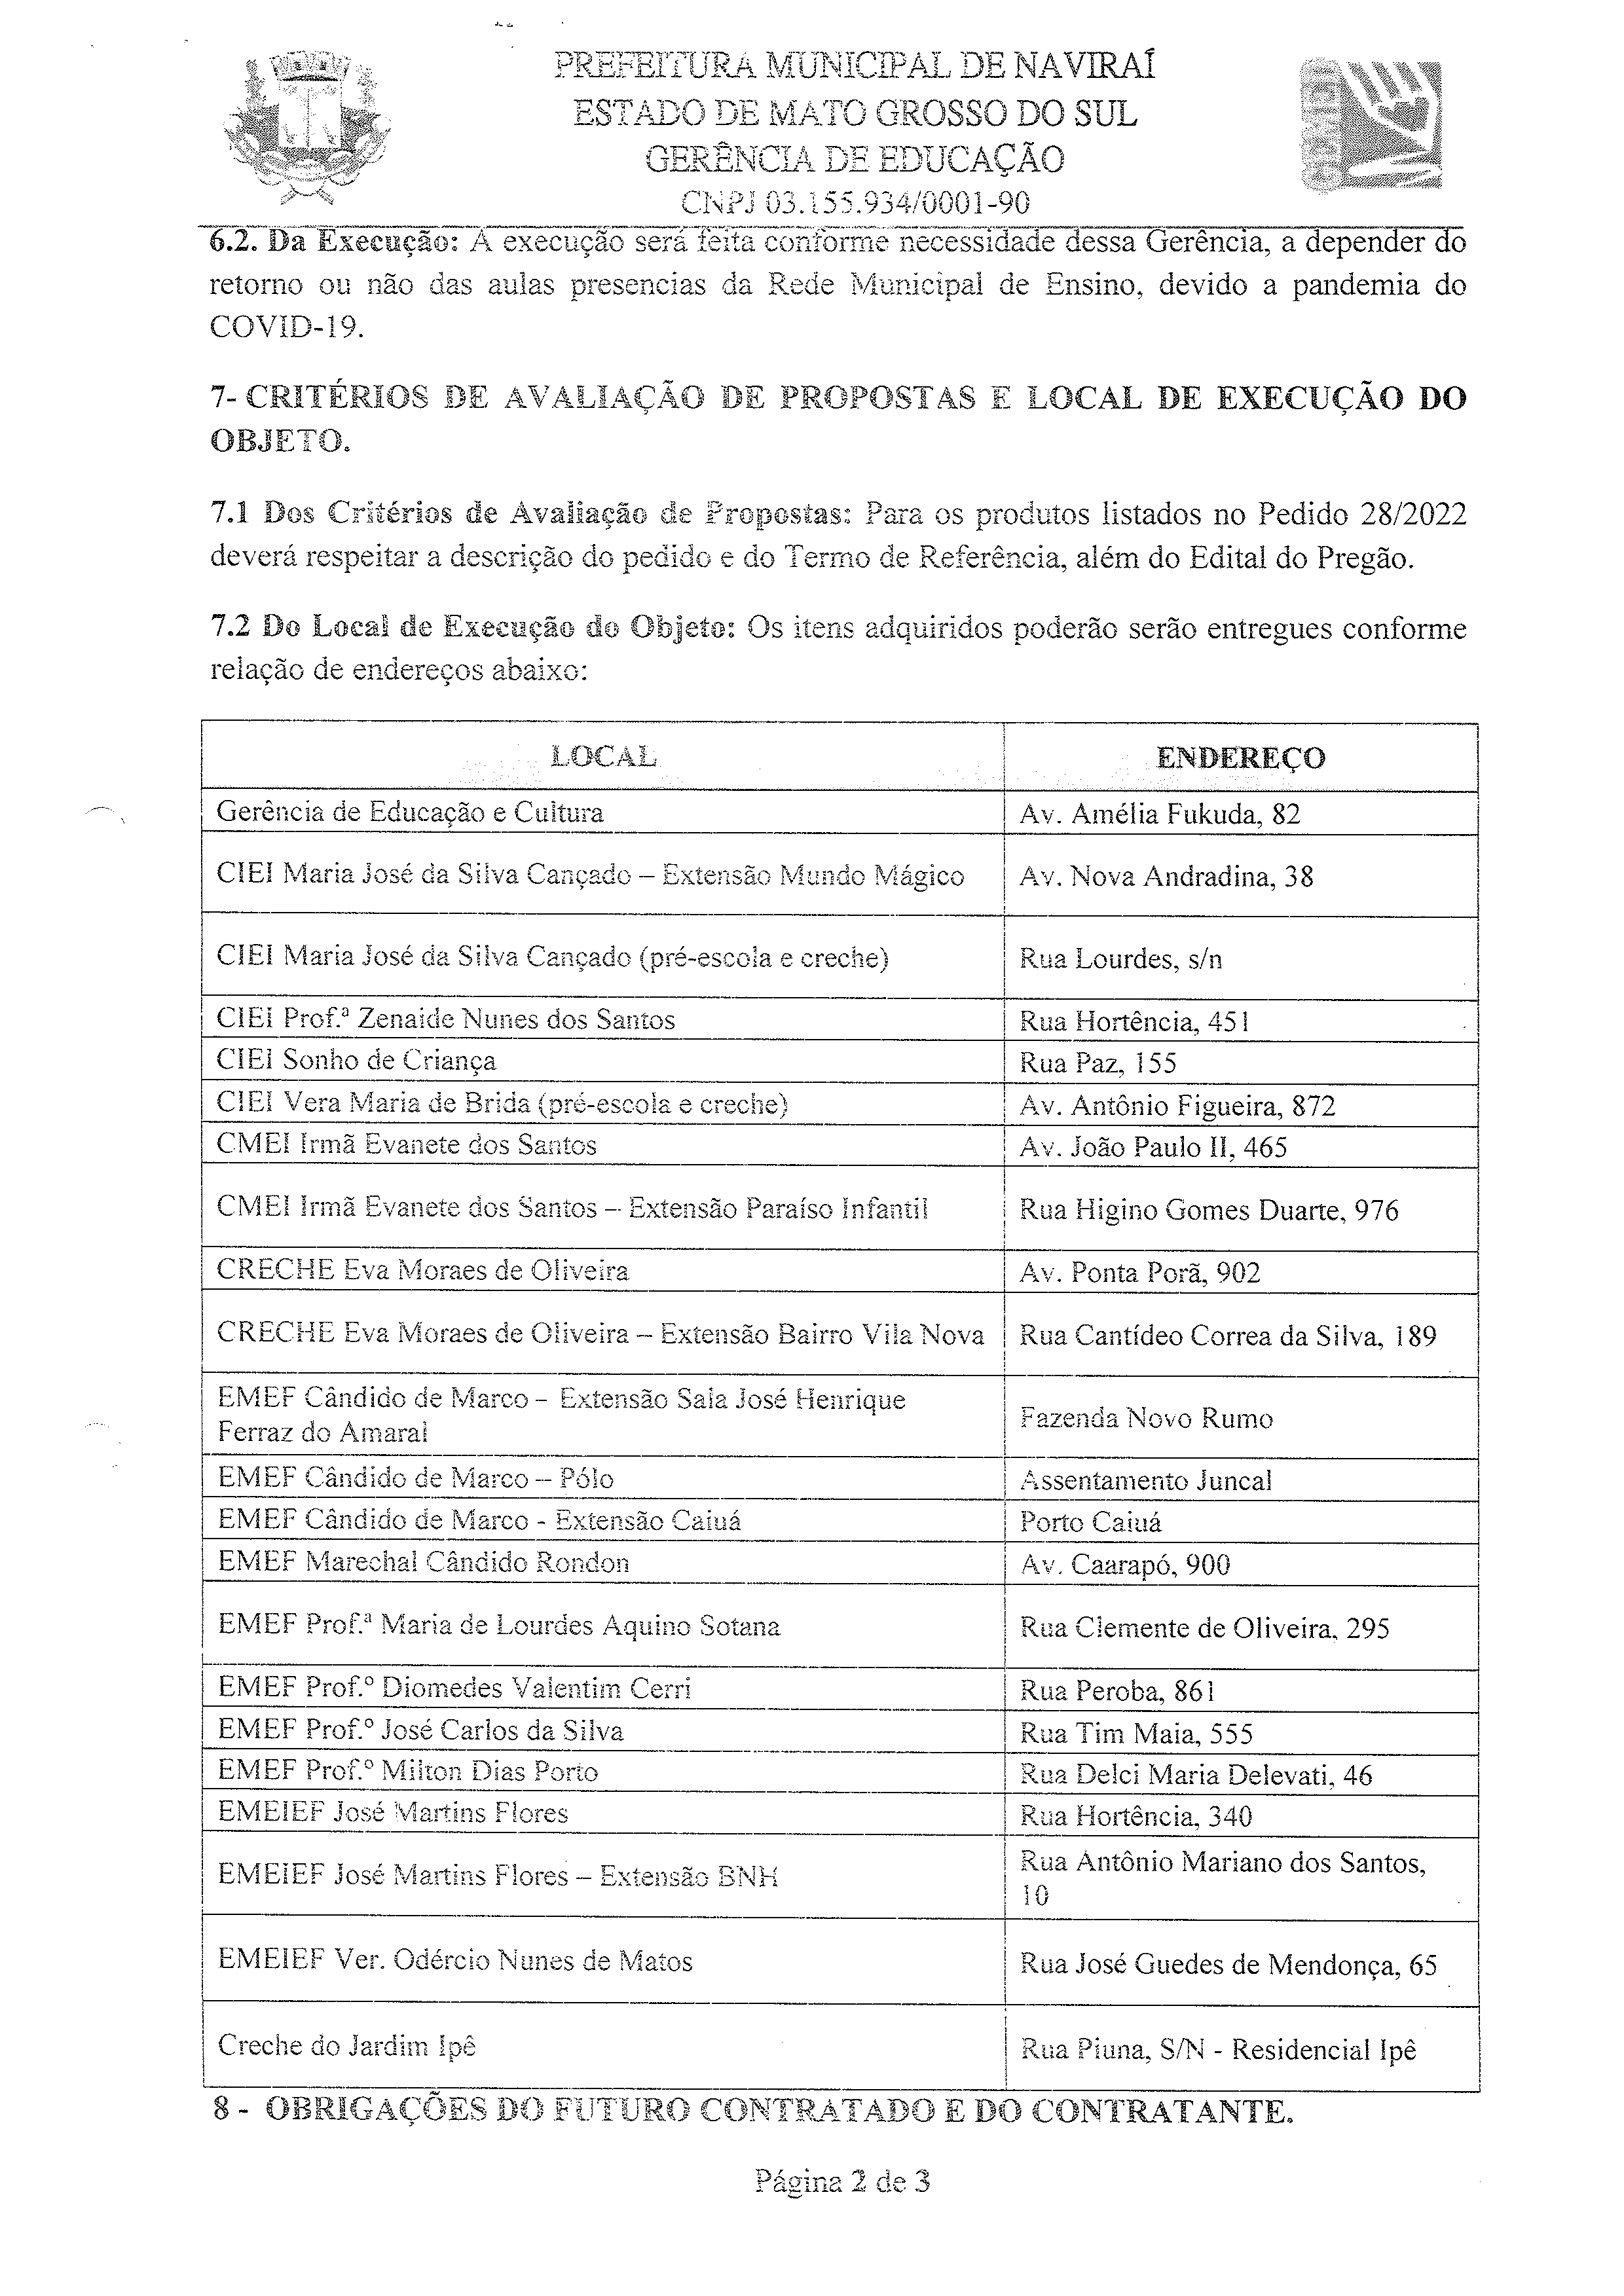 PREFEITURA MUNICIPAL DE NAVIRAÍ
ESTADO DE MATO GROSSO DO SUL
GERÊNCIA DE EDUCAÇÃO
CNPJ 03.155.934/0001-90
6.2. Da Execução: A execução será feita conforme necessidade dessa Gerência, a depender do
retorno ou não das aulas presencias da Rede Municipal de Ensino, devido a pandemia do
COVID-19.
7- CRITÉRIOS DE AVALIAÇÃO DE PROPOSTAS E LOCAL DE EXECUÇÃO DO
OBJETO.
7.1 Dos Critérios de Avaliação de Propostas: Para os produtos listados no Pedido 28/2022
deverá respeitar a descrição do pedido e do Termo de Referência, além do Edital do Pregão.
7.2 Do Local de Execução do Objeto: Os itens adquiridos poderão serão entregues conforme
relação de endereços abaixo:
LOCAL ENDEREÇO
Gerência de Educação e Cultura Av. Amélia Fukuda, 82
CIEI Maria José da Silva Cançado – Extensão Mundo Mágico Av. Nova Andradina, 38
CIEI Maria José da Silva Cançado (pré-escola e creche) Rua Lourdes, s/n
CIEI Prof.ª Zenaide Nunes dos Santos Rua Hortência, 451
CIEI Sonho de Criança Rua Paz, 155
CIEI Vera Maria de Brida (pré-escola e creche) Av. Antônio Figueira, 872
CMEI Irmã Evanete dos Santos Av. João Paulo II, 465
CMEI Irmã Evanete dos Santos – Extensão Paraíso Infantil Rua Higino Gomes Duarte, 976
CRECHE Eva Moraes de Oliveira Av. Ponta Porã, 902
CRECHE Eva Moraes de Oliveira – Extensão Bairro Vila Nova Rua Cantídeo Correa da Silva, 189
EMEF Cândido de Marco – Extensão Sala José Henrique
Ferraz do Amaral Fazenda Novo Rumo
EMEF Cândido de Marco – Pólo Assentamento Juncal
EMEF Cândido de Marco - Extensão Caiuá Porto Caiuá
EMEF Marechal Cândido Rondon Av. Caarapó, 900
EMEF Prof.ª Maria de Lourdes Aquino Sotana Rua Clemente de Oliveira, 295
EMEF Prof.º Diomedes Valentim Cerri Rua Peroba, 861
EMEF Prof.º José Carlos da Silva Rua Tim Maia, 555
EMEF Prof.º Milton Dias Porto Rua Delci Maria Delevati, 46
EMEIEF José Martins Flores Rua Hortência, 340
EMEIEF José Martins Flores – Extensão BNH Rua Antônio Mariano dos Santos,
10
EMEIEF Ver. Odércio Nunes de Matos Rua José Guedes de Mendonça, 65
Creche do Jardim Ipê Rua Piuna, S/N - Residencial Ipê
8 - OBRIGAÇÕES DO FUTURO CONTRATADO E DO CONTRATANTE.
Página 2 de 3